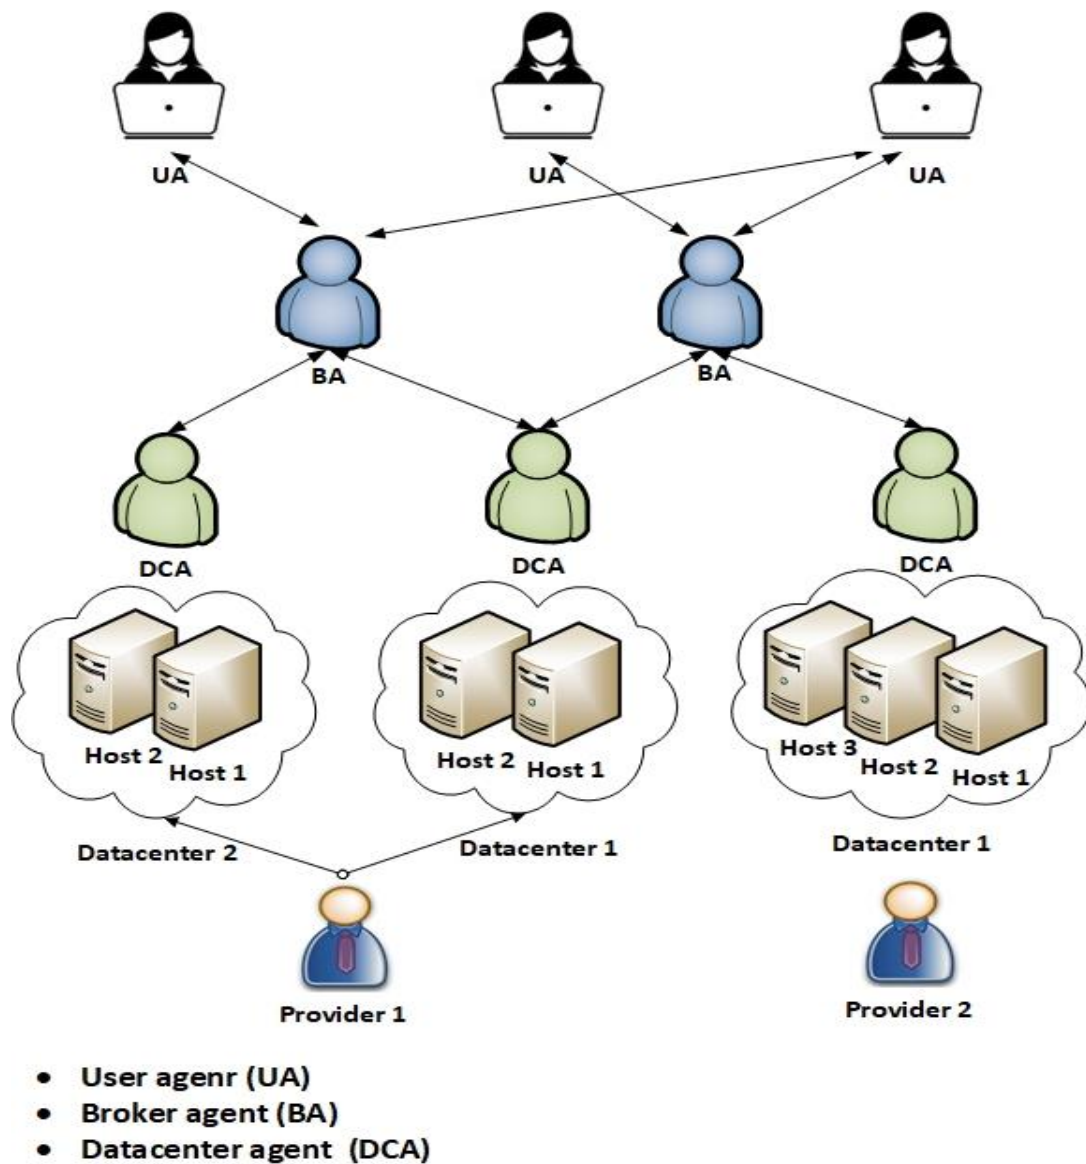 UA UA UA
BA BA
DCA DCA DCA
Host 2 Host 1 Host 2 Host 1 Host 3 Host 2 Host 1
Datacenter 2 Datacenter 1 Datacenter 1
Provider 1 Provider 2
• User agenr (UA)
• Broker agent (BA)
• Datacenter agent (DCA)